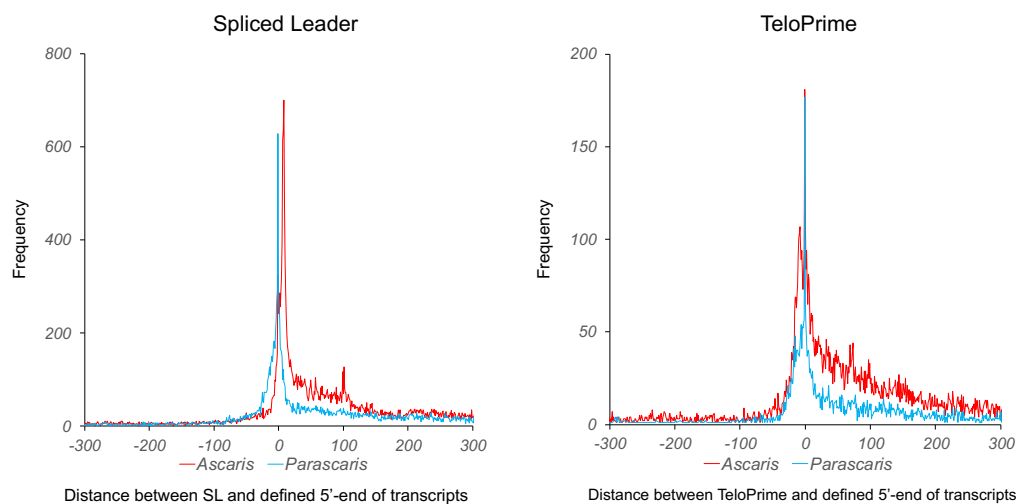 Spliced Leader
800
600
400
200
0
Frequency
-300 -200 -100 0 100 200 300
Ascaris Parascaris
Distance between SL and defined 5’-end of transcripts
TeloPrime
200
150
100
50
0
Frequency
-300 -200 -100 0 100 200 300
Ascaris Parascaris
Distance between TeloPrime and defined 5’-end of transcripts